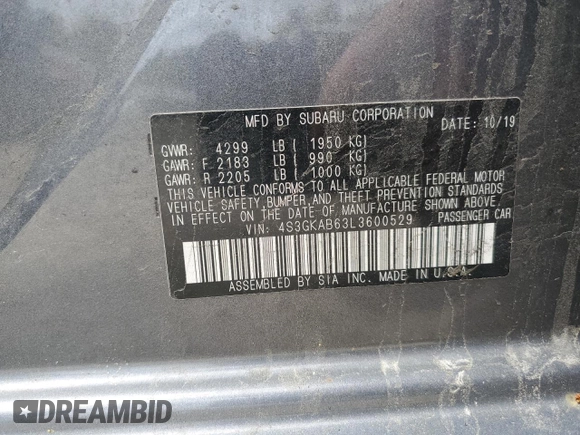 MFD BY SUBARU CORPORATION
DATE: 10/19
GVWR: 4299 LB ( 1950 KG)
GAWR: F 2183 LB ( 990 KG)
GAWR: R 2205 LB ( 1000 KG)
THIS VEHICLE CONFORMS TO ALL APPLICABLE FEDERAL MOTOR
VEHICLE SAFETY,BUMPER,AND THEFT PREVENTION STANDARDS
IN EFFECT ON THE DATE OF MANUFACTURE SHOWN ABOVE.
VIN: 4S3GKAB63L3600529 PASSENGER CAR
ASSEMBLED BY SIA INC. MADE IN U.S.A
DREAMBID